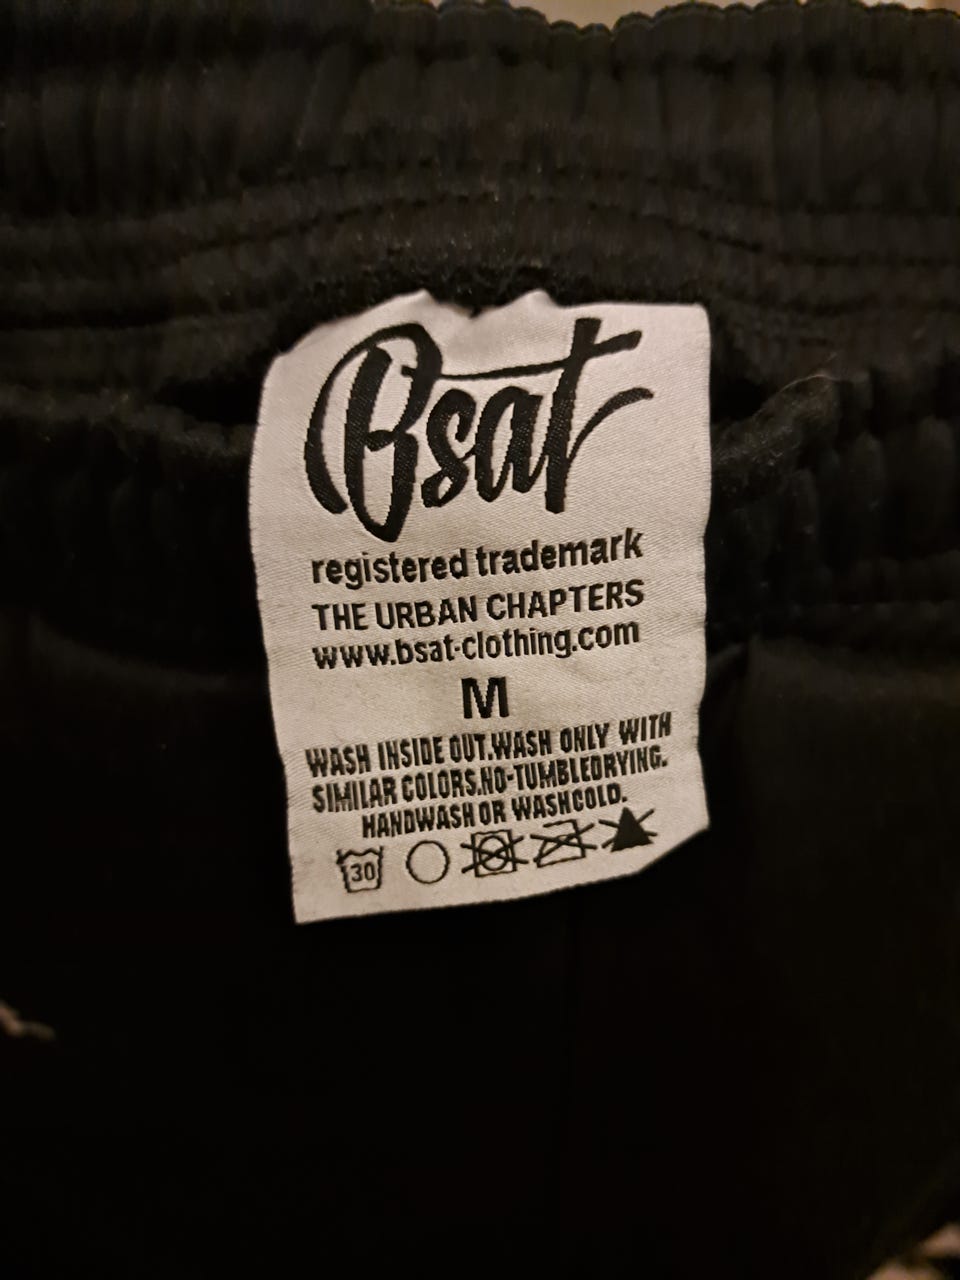 Bsat
registered trademark
THE URBAN CHAPTERS
www.bsat-clothing.com
M
WASH INSIDE OUT.WASH ONLY WITH
SIMILAR COLORS.NO-TUMBLEDRYING.
HANDWASH OR WASHCOLD.
30